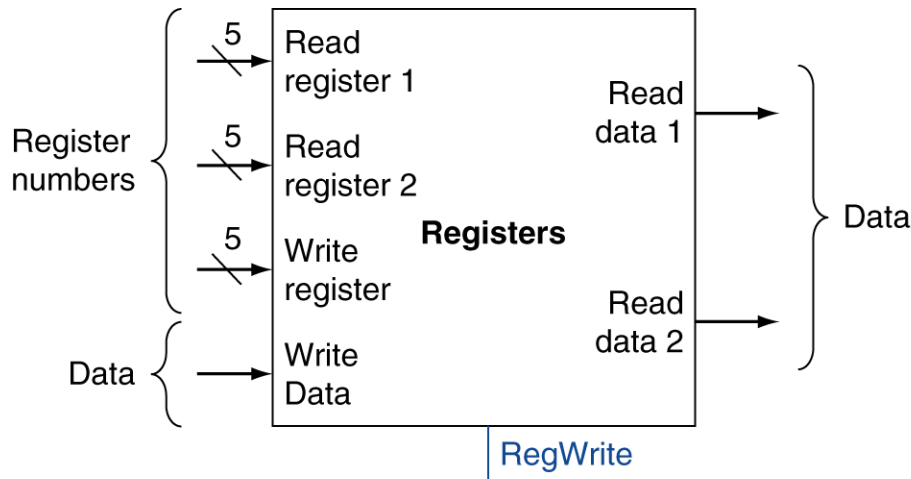 Register
numbers
Data
5
Read
register 1
5
Read
register 2
5
Write
register
Write
Data
Registers
Read
data 1
Read
data 2
Data
RegWrite